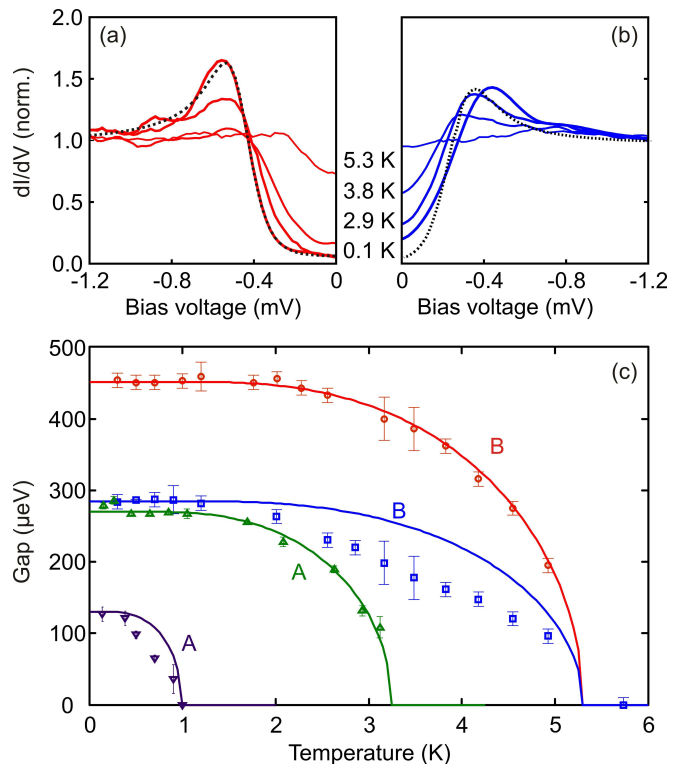 (a)
(b)
dI/dV (norm.)
2.0
1.5
1.0
0.5
0.0
5.3 K
3.8 K
2.9 K
0.1 K
-1.2 -0.8 -0.4 0
0 -0.4 -0.8 -1.2
Bias voltage (mV)
Bias voltage (mV)
(c)
Gap (µeV)
500
400
300
200
100
0
B
B
A
A
0 1 2 3 4 5 6
Temperature (K)